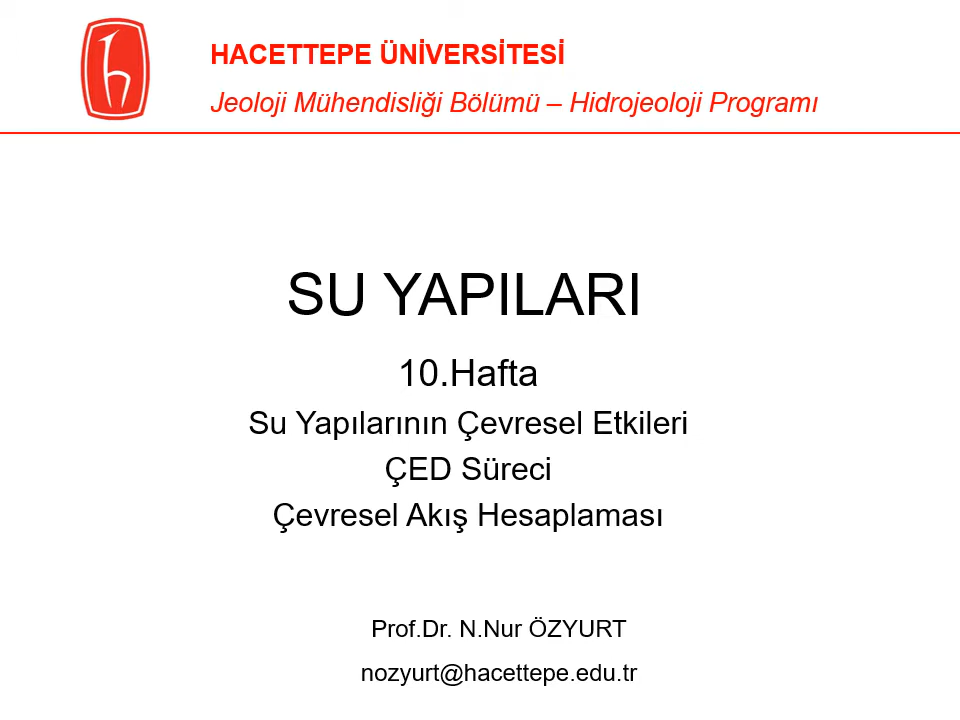 HACETTEPE ÜNİVERSİTESİ
Jeoloji Mühendisliği Bölümü – Hidrojeoloji Programı
SU YAPILARI
10.Hafta
Su Yapılarının Çevresel Etkileri
ÇED Süreci
Çevresel Akış Hesaplaması
Prof.Dr. N.Nur ÖZYURT
nozyurt@hacettepe.edu.tr